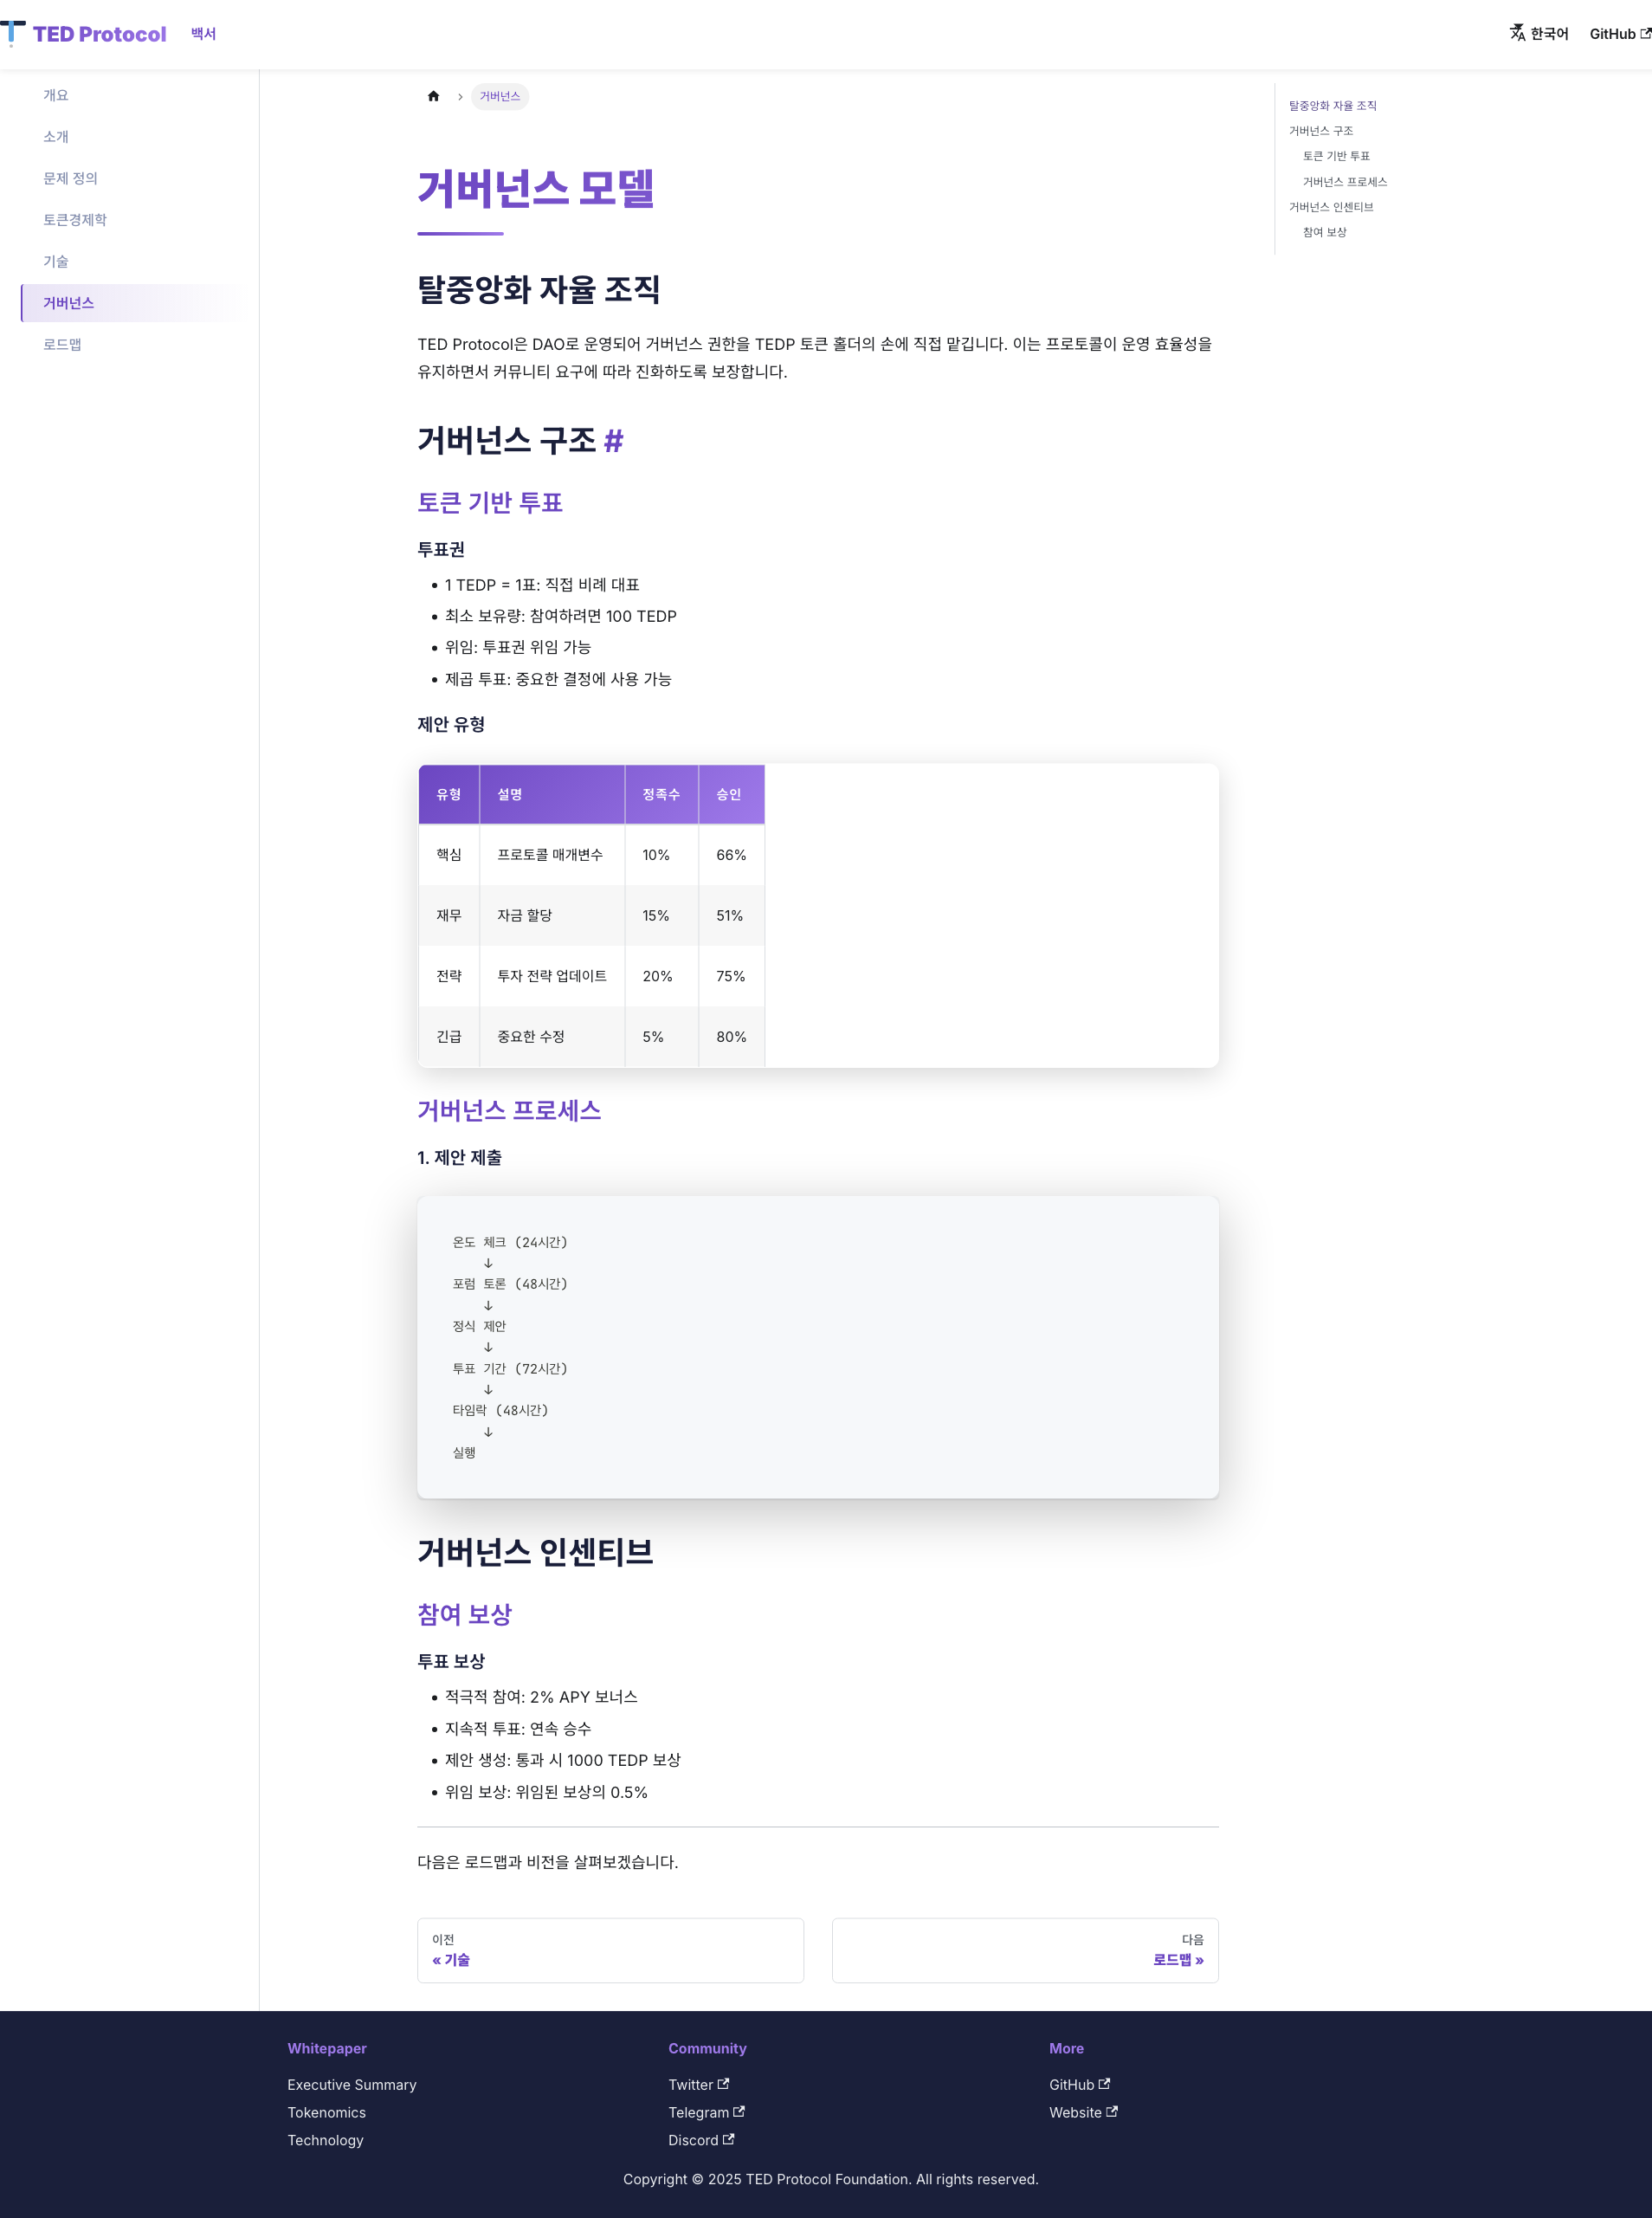 TED Protocol 백서 한국어 GitHub
개요
소개
문제 정의
토큰경제학
기술
거버넌스
로드맵
거버넌스
거버넌스 모델
탈중앙화 자율 조직
TED Protocol은 DAO로 운영되어 거버넌스 권한을 TEDP 토큰 홀더의 손에 직접 맡깁니다. 이는 프로토콜이 운영 효율성을
유지하면서 커뮤니티 요구에 따라 진화하도록 보장합니다.
거버넌스 구조 #
토큰 기반 투표
투표권
• 1 TEDP = 1표: 직접 비례 대표
• 최소 보유량: 참여하려면 100 TEDP
• 위임: 투표권 위임 가능
• 제곱 투표: 중요한 결정에 사용 가능
제안 유형
유형 설명 정족수 승인
핵심 프로토콜 매개변수 10% 66%
재무 자금 할당 15% 51%
전략 투자 전략 업데이트 20% 75%
긴급 중요한 수정 5% 80%
거버넌스 프로세스
1. 제안 제출
온도 체크 (24시간)
↓
포럼 토론 (48시간)
↓
정식 제안
↓
투표 기간 (72시간)
↓
타임락 (48시간)
↓
실행
거버넌스 인센티브
참여 보상
투표 보상
• 적극적 참여: 2% APY 보너스
• 지속적 투표: 연속 승수
• 제안 생성: 통과 시 1000 TEDP 보상
• 위임 보상: 위임된 보상의 0.5%
다음은 로드맵과 비전을 살펴보겠습니다.
이전
« 기술
다음
로드맵 »
탈중앙화 자율 조직
거버넌스 구조
토큰 기반 투표
거버넌스 프로세스
거버넌스 인센티브
참여 보상
Whitepaper
Executive Summary
Tokenomics
Technology
Community
Twitter
Telegram
Discord
More
GitHub
Website
Copyright © 2025 TED Protocol Foundation. All rights reserved.